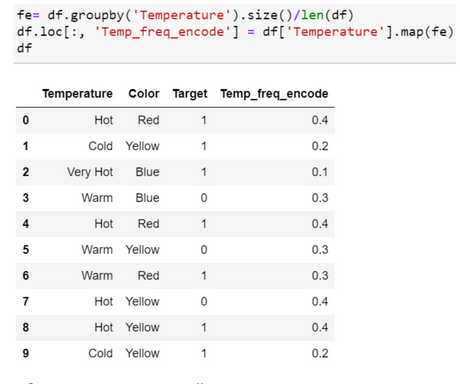 fe= df.groupby('Temperature').size()/len(df)
df.loc[:, 'Temp_freq_encode'] = df['Temperature'].map(fe)
df
Temperature Color Target Temp_freq_encode
0 Hot Red 1 0.4
1 Cold Yellow 1 0.2
2 Very Hot Blue 1 0.1
3 Warm Blue 0 0.3
4 Hot Red 1 0.4
5 Warm Yellow 0 0.3
6 Warm Red 1 0.3
7 Hot Yellow 0 0.4
8 Hot Yellow 1 0.4
9 Cold Yellow 1 0.2